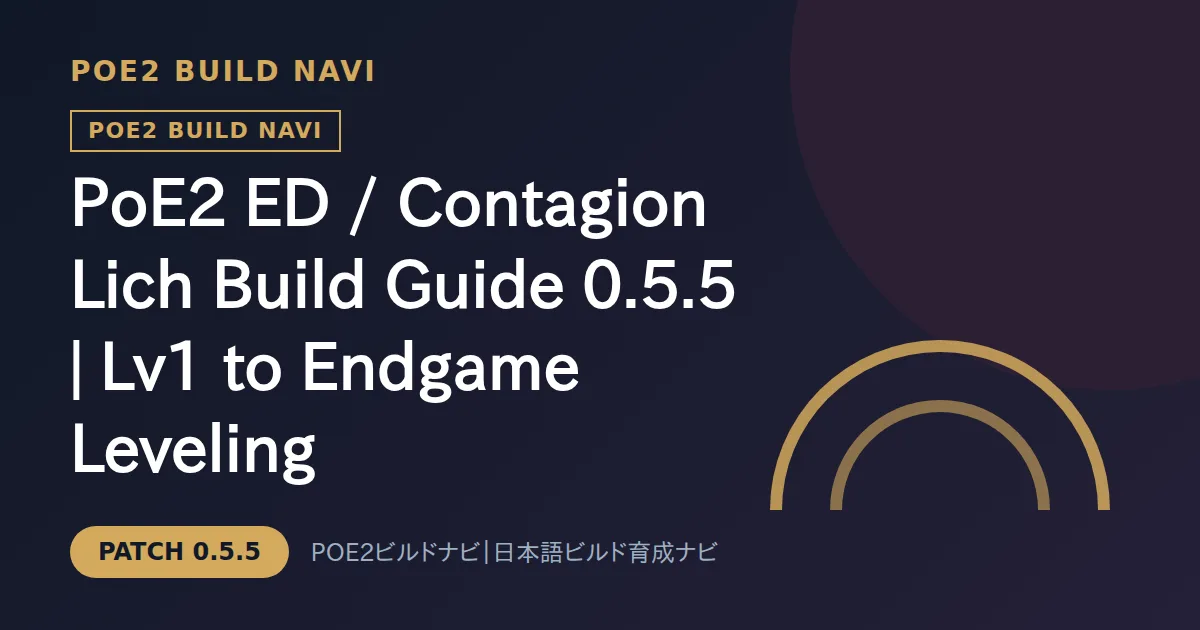 POE2 BUILD NAVI
POE2 BUILD NAVI
PoE2 ED / Contagion
Lich Build Guide 0.5.5
| Lv1 to Endgame
Leveling
PATCH 0.5.5
POE2ビルドナビ|日本語ビルド育成ナビ